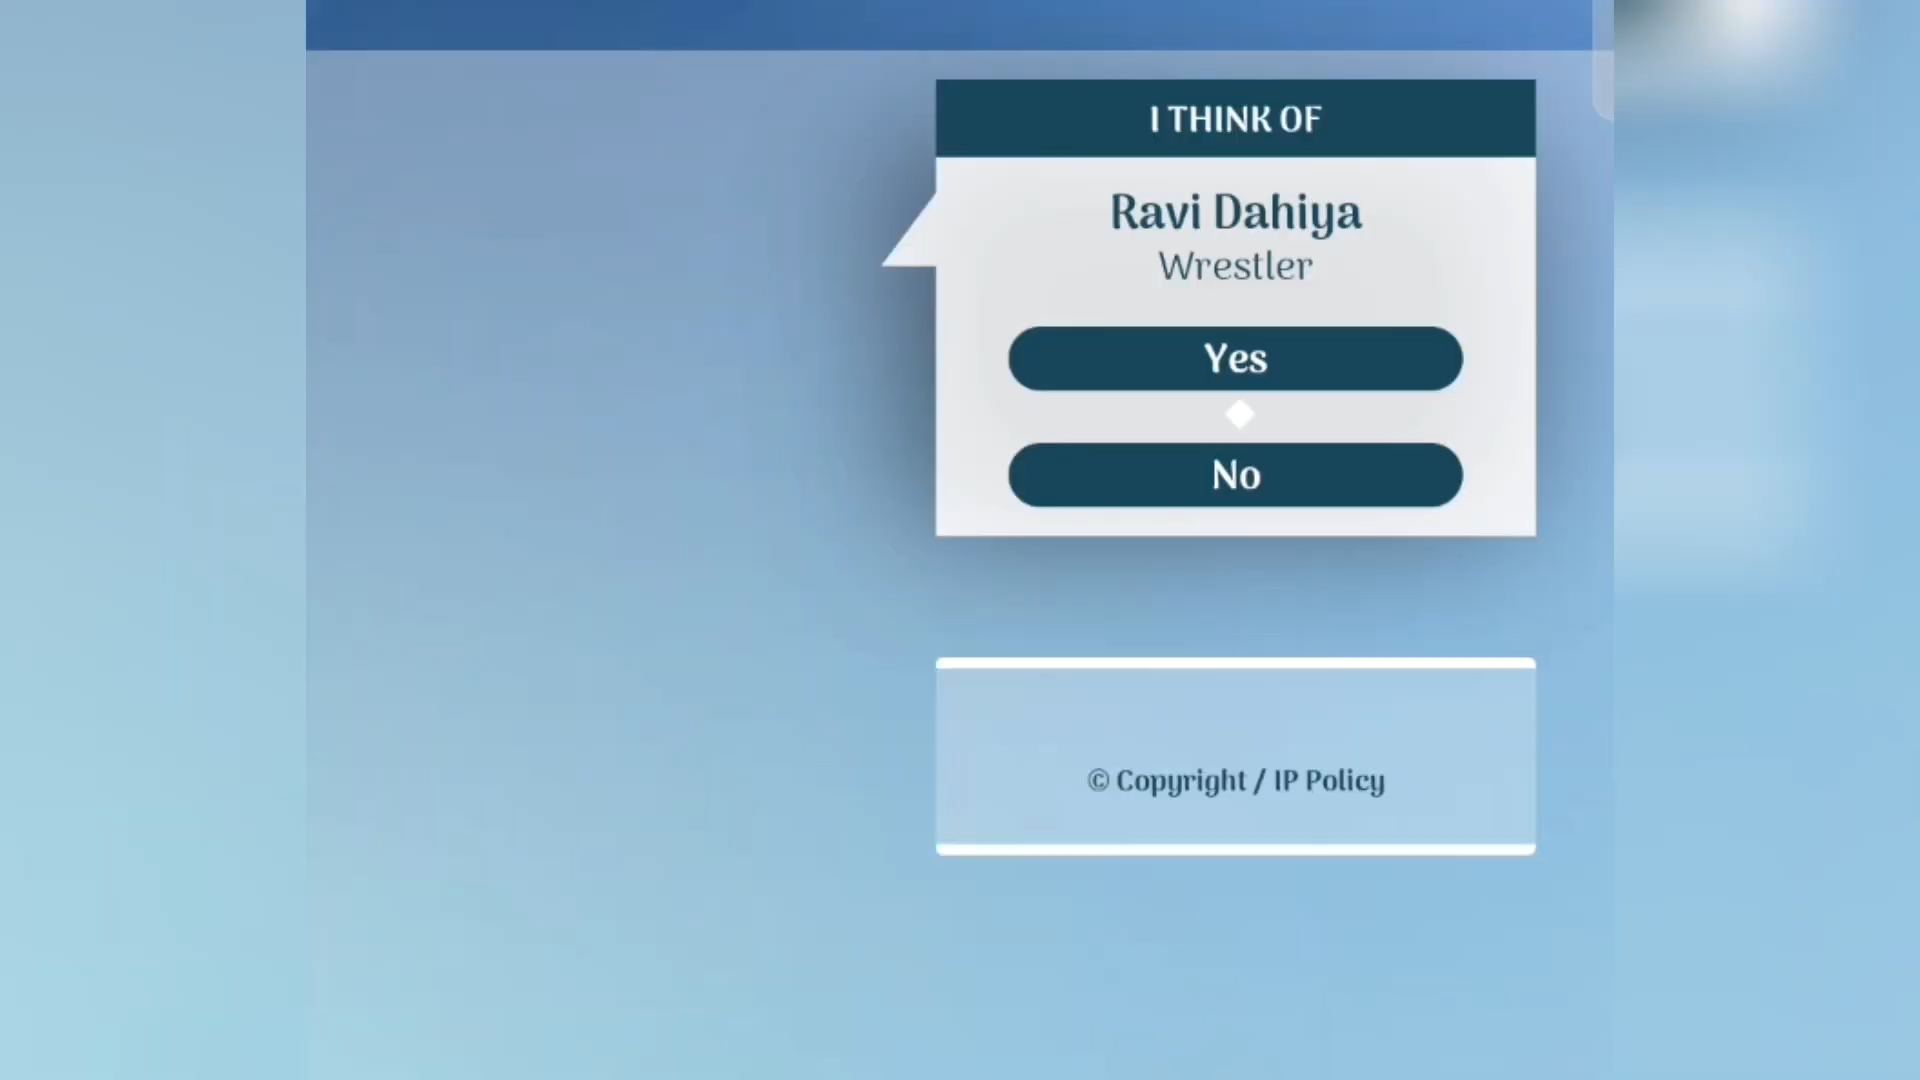 I THINK OF
Ravi Dahiya
Wrestler
Yes
No
© Copyright / IP Policy